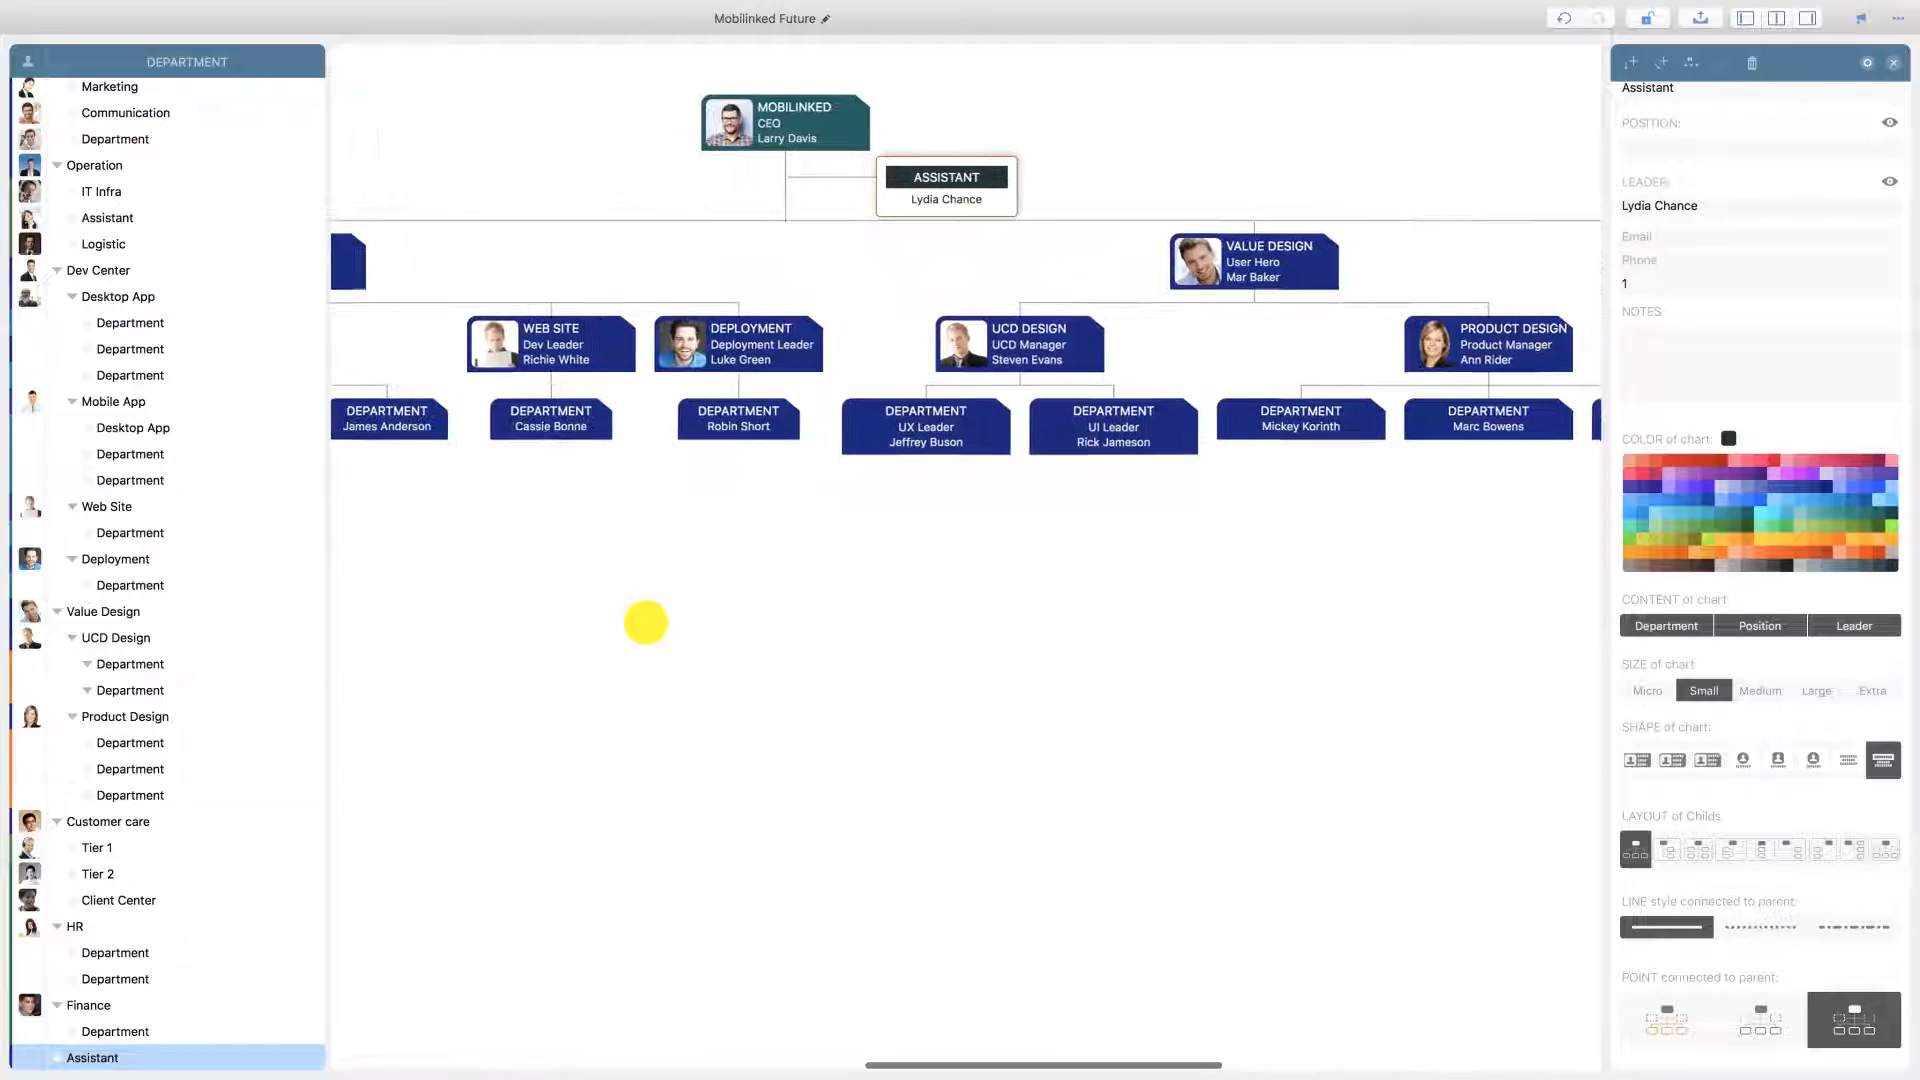 Mobilinked Future
DEPARTMENT
Marketing
Communication
Department
Operation
IT Infra
Assistant
Logistic
Dev Center
Desktop App
Department
Department
Department
Mobile App
Desktop App
Department
Department
Web Site
Department
Deployment
Department
Value Design
UCD Design
Department
Department
Product Design
Department
Department
Department
Customer care
Tier 1
Tier 2
Client Center
HR
Department
Department
Finance
Department
Assistant
MOBILINKED
CEO
Larry Davis
ASSISTANT
Lydia Chance
VALUE DESIGN
User Hero
Mar Baker
WEB SITE
Dev Leader
Richie White
DEPLOYMENT
Deployment Leader
Luke Green
UCD DESIGN
UCD Manager
Steven Evans
PRODUCT DESIGN
Product Manager
Ann Rider
DEPARTMENT
James Anderson
DEPARTMENT
Cassie Bonne
DEPARTMENT
Robin Short
DEPARTMENT
UX Leader
Jeffrey Buson
DEPARTMENT
UI Leader
Rick Jameson
DEPARTMENT
Mickey Korinth
DEPARTMENT
Marc Bowens
Assistant
POSITION:
LEADER:
Lydia Chance
Email
Phone
1
NOTES
COLOR of chart:
CONTENT of chart
Department Position Leader
SIZE of chart
Micro Small Medium Large Extra
SHAPE of chart:
LAYOUT of Childs
LINE style connected to parent:
POINT connected to parent: